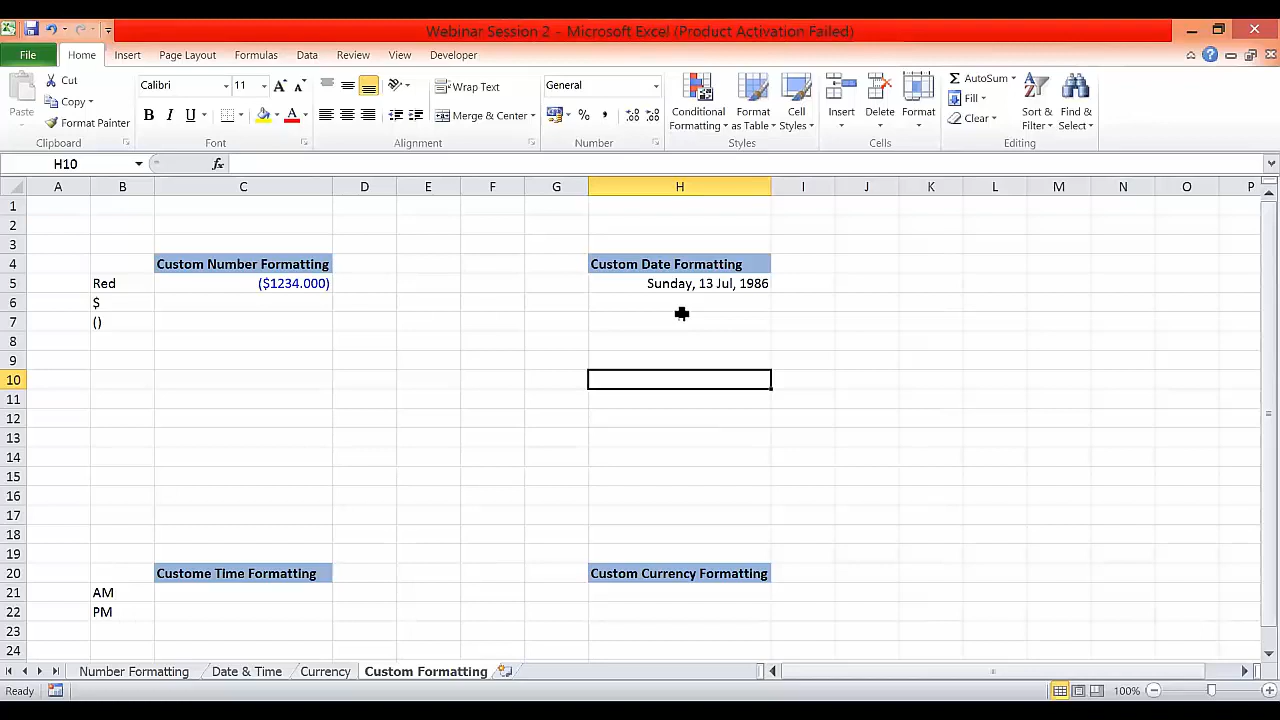 Webinar Session 2 - Microsoft Excel (Product Activation Failed)
File Home Insert Page Layout Formulas Data Review View Developer
Paste
Cut
Copy
Format Painter
Clipboard
Calibri 11
B I U
Font
Wrap Text
Merge & Center
Alignment
General
Number
Conditional Formatting
Format as Table
Cell Styles
Styles
Insert
Delete
Format
Cells
AutoSum
Fill
Clear
Sort & Filter
Find & Select
Editing
H10 fx
A B C D E F G H I J K L M N O P
1
2
3
4 Custom Number Formatting Custom Date Formatting
5 Red ($1234.000) Sunday, 13 Jul, 1986
6 $
7 ()
8
9
10
11
12
13
14
15
16
17
18
19
20 Custome Time Formatting Custom Currency Formatting
21 AM
22 PM
23
24
Number Formatting Date & Time Currency Custom Formatting
Ready 100%